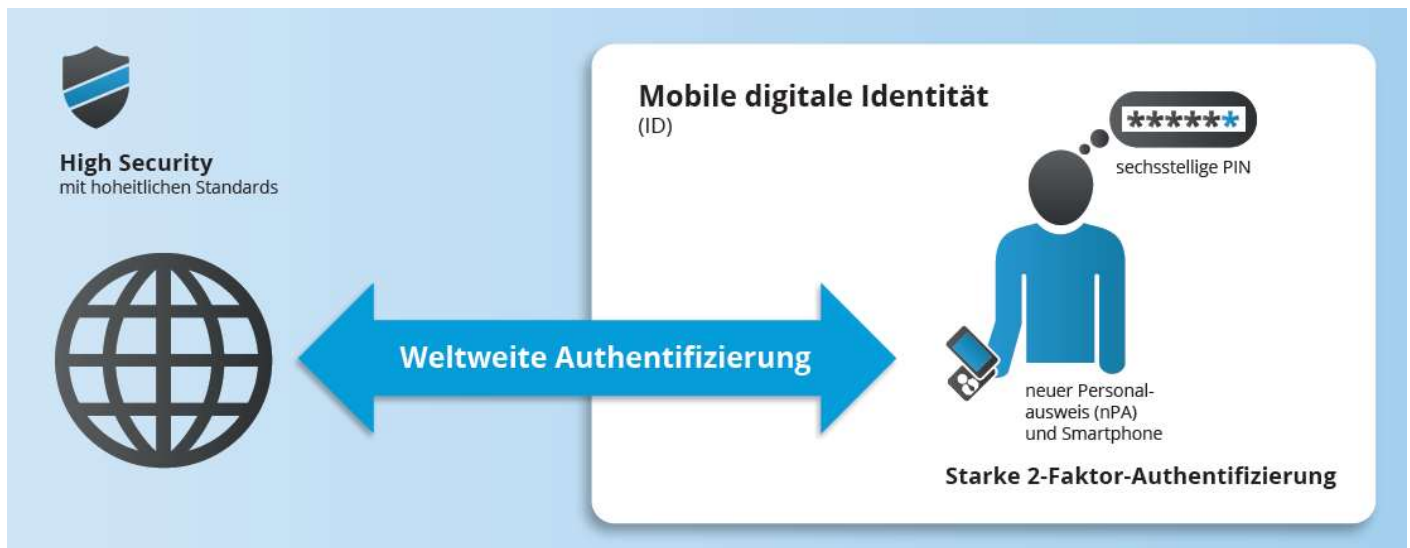 High Security
mit hoheitlichen Standards
Mobile digitale Identität
(ID)
******
sechsstellige PIN
Weltweite Authentifizierung
neuer Personal-
ausweis (nPA)
und Smartphone
Starke 2-Faktor-Authentifizierung